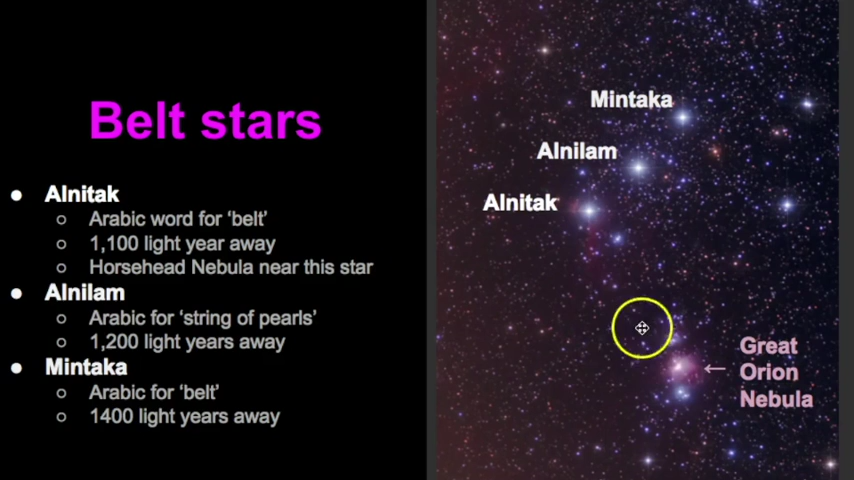 Belt stars
Alnitak
Arabic word for ‘belt’
1,100 light year away
Horsehead Nebula near this star
Alnilam
Arabic for ‘string of pearls’
1,200 light years away
Mintaka
Arabic for ‘belt’
1400 light years away
Mintaka
Alnilam
Alnitak
Great
Orion
Nebula